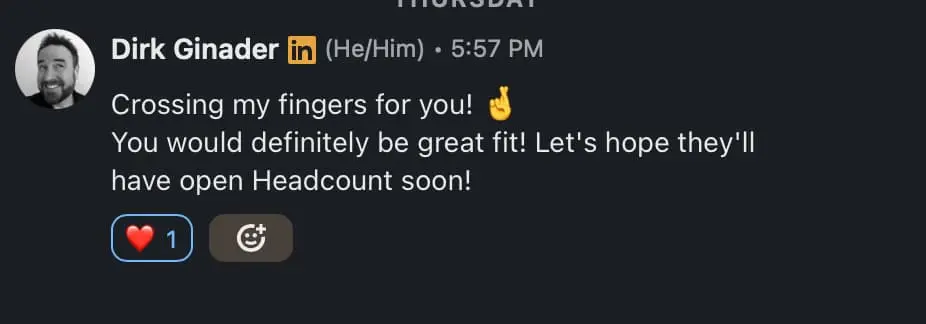 THURSDAY
Dirk Ginader in (He/Him) • 5:57 PM
Crossing my fingers for you! 🤞
You would definitely be great fit! Let's hope they'll
have open Headcount soon!
❤️ 1